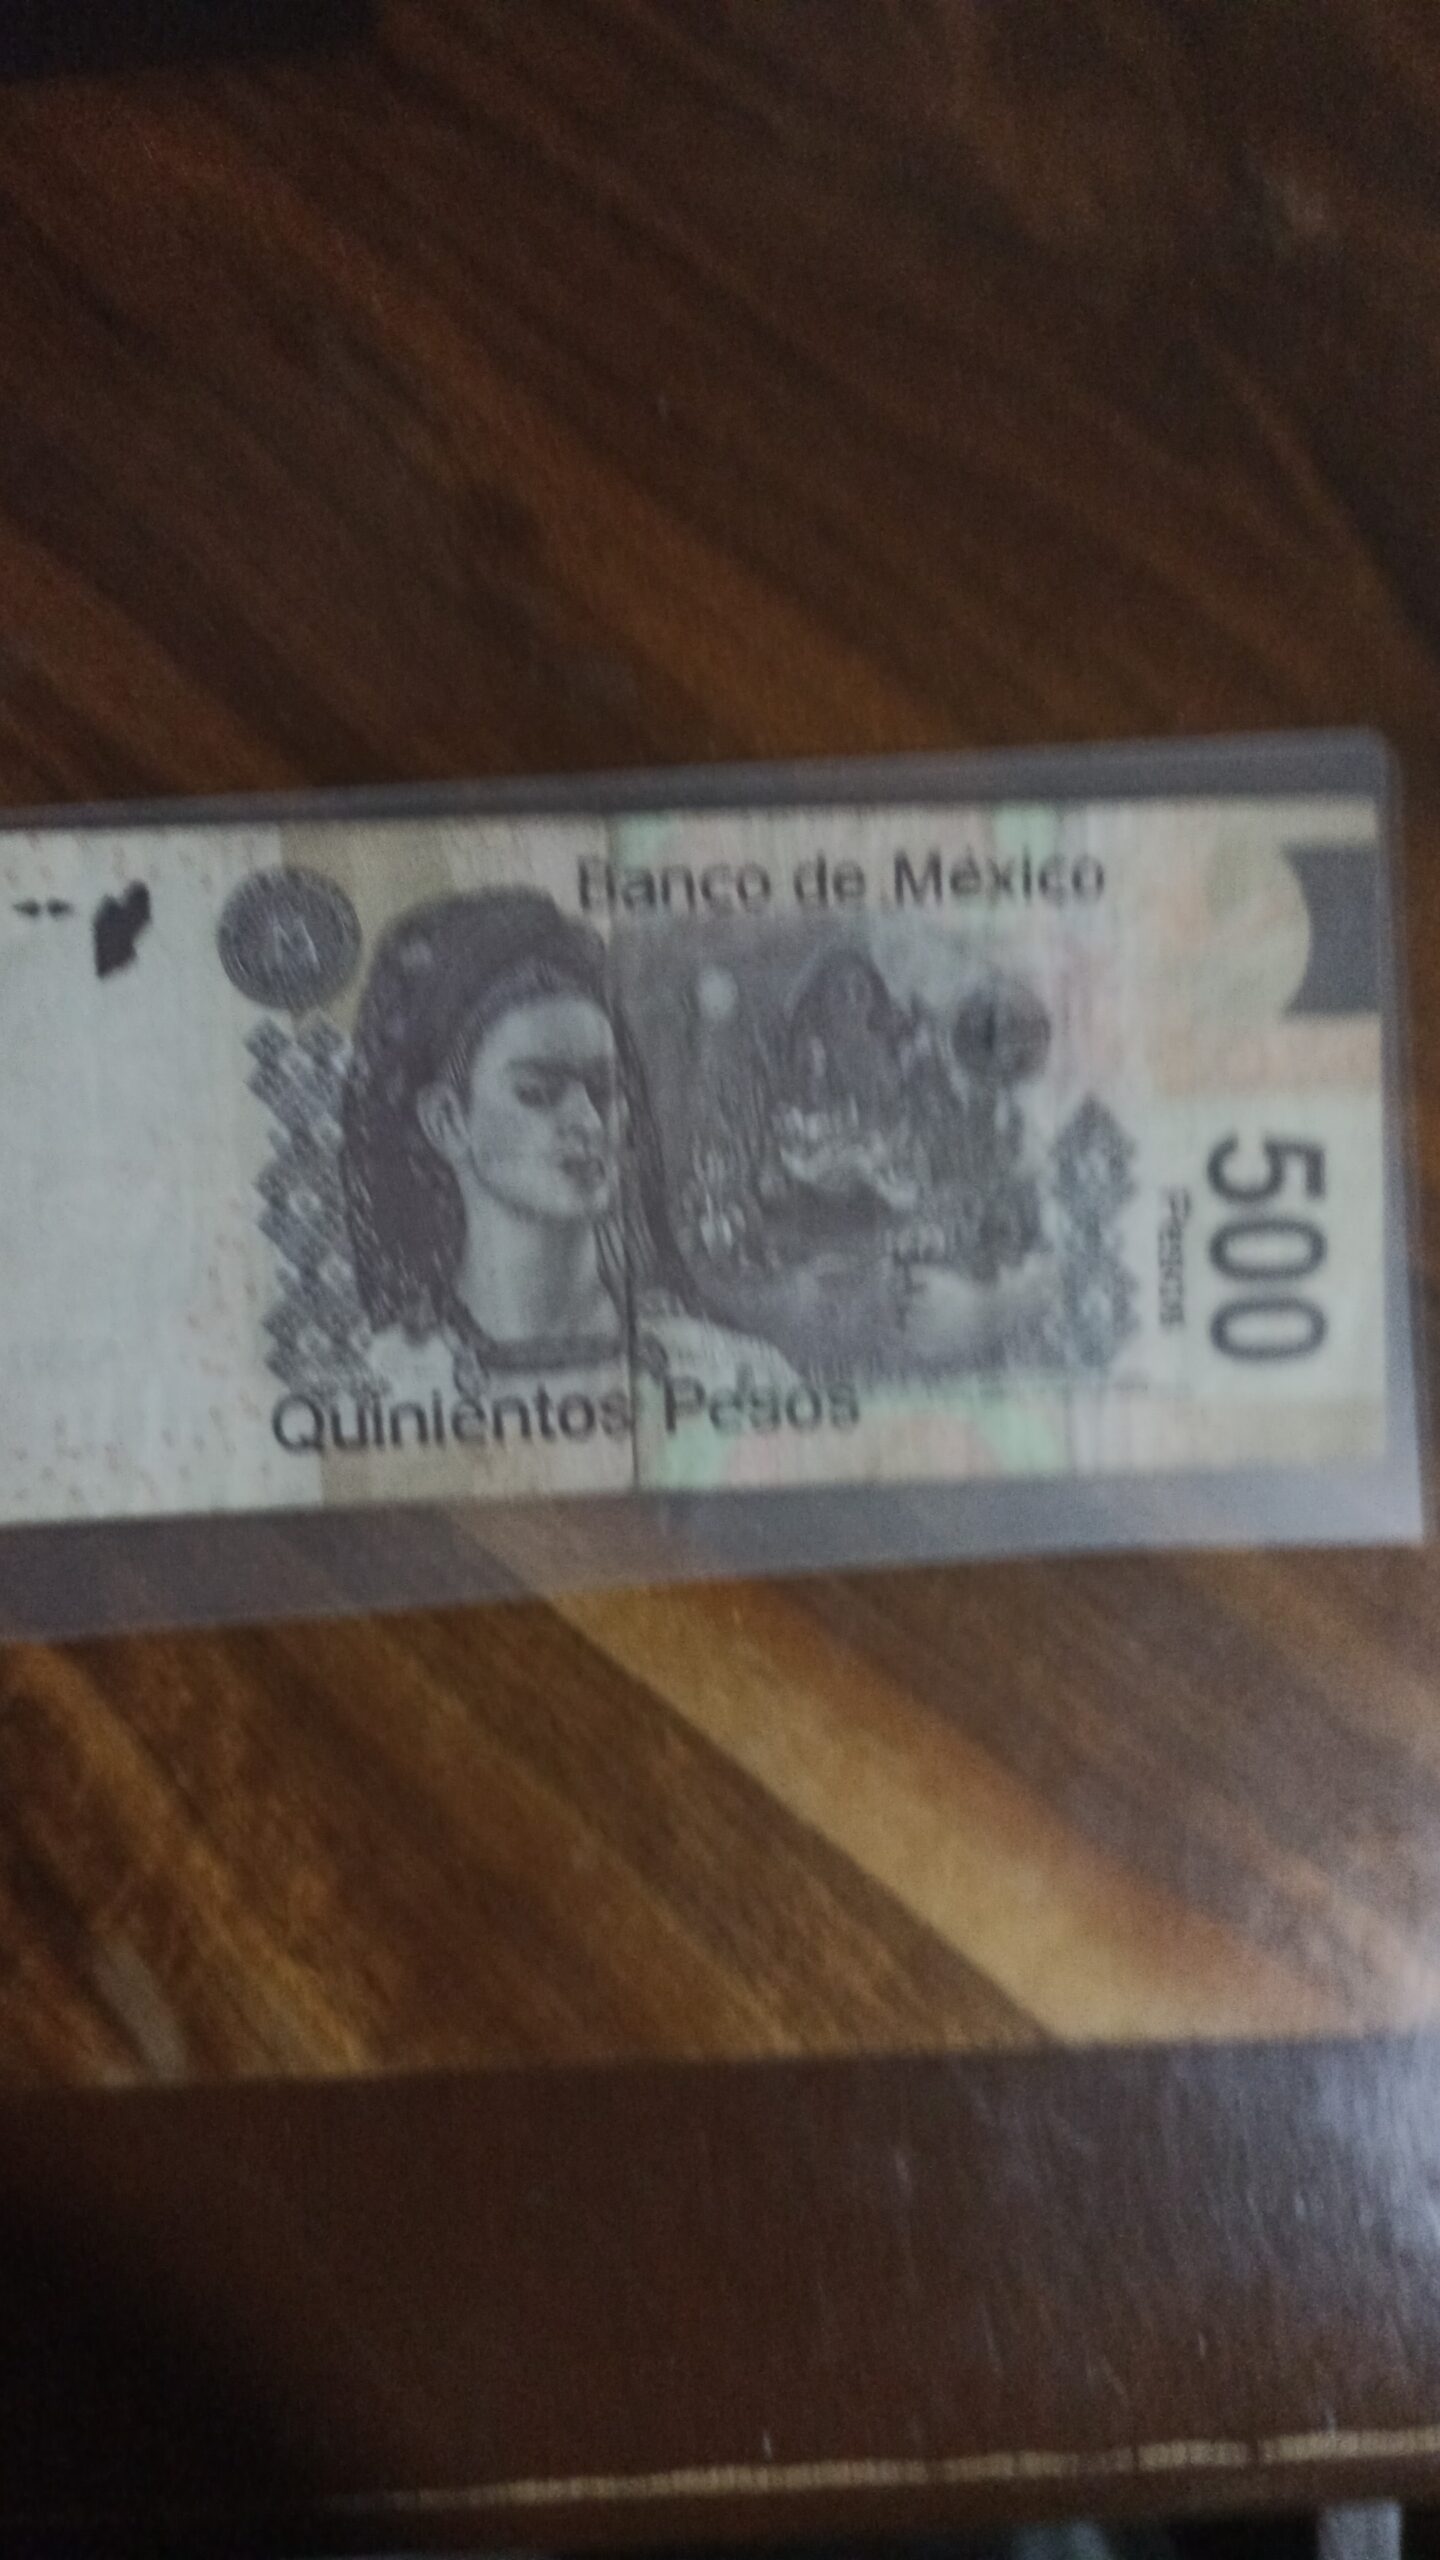 Banco de México
500
Pesos
Quinientos Pesos